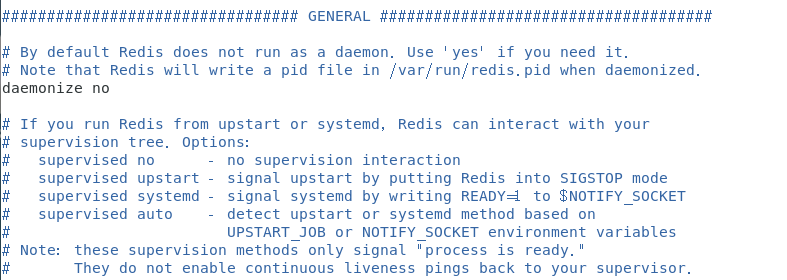 ################################# GENERAL #####################################

# By default Redis does not run as a daemon. Use 'yes' if you need it.
# Note that Redis will write a pid file in /var/run/redis.pid when daemonized.
daemonize no

# If you run Redis from upstart or systemd, Redis can interact with your
# supervision tree. Options:
#   supervised no      - no supervision interaction
#   supervised upstart - signal upstart by putting Redis into SIGSTOP mode
#   supervised systemd - signal systemd by writing READY=1 to $NOTIFY_SOCKET
#   supervised auto    - detect upstart or systemd method based on
#                        UPSTART_JOB or NOTIFY_SOCKET environment variables
# Note: these supervision methods only signal "process is ready."
#       They do not enable continuous liveness pings back to your supervisor.